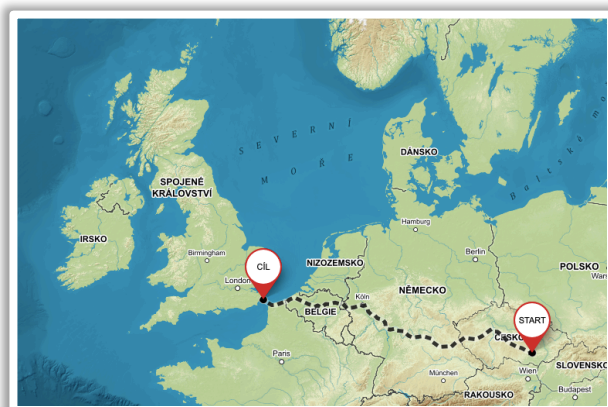 SEVERNÍ
MOŘE
DÁNSKO
Baltské
SPOJENÉ
KRÁLOVSTVÍ
IRSKO
Hamburg
Birmingham
Berlin
NIZOZEMSKO
POLSKO
CÍL
London
Wars
NĚMECKO
Köln
BELGIE
START
ČESKO
Paris
SLOVENSKO
München
Wien
RAKOUSKO
Budapest